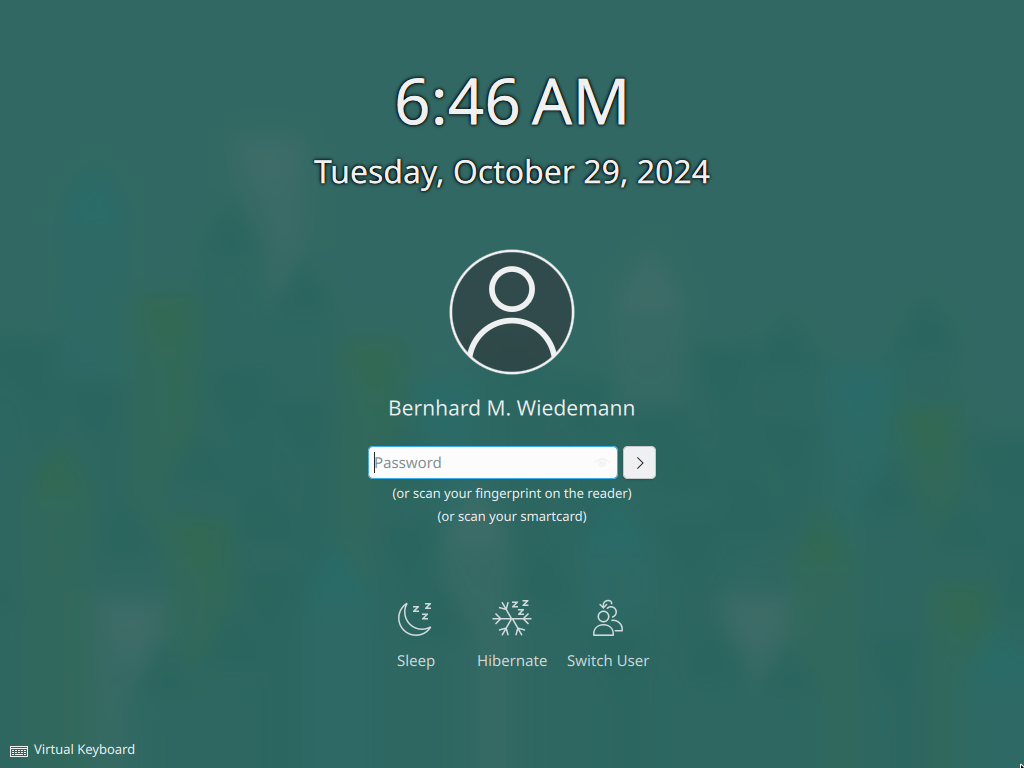 6:46 AM
Tuesday, October 29, 2024
Bernhard M. Wiedemann
Password
(or scan your fingerprint on the reader)
(or scan your smartcard)
Sleep
Hibernate
Switch User
Virtual Keyboard